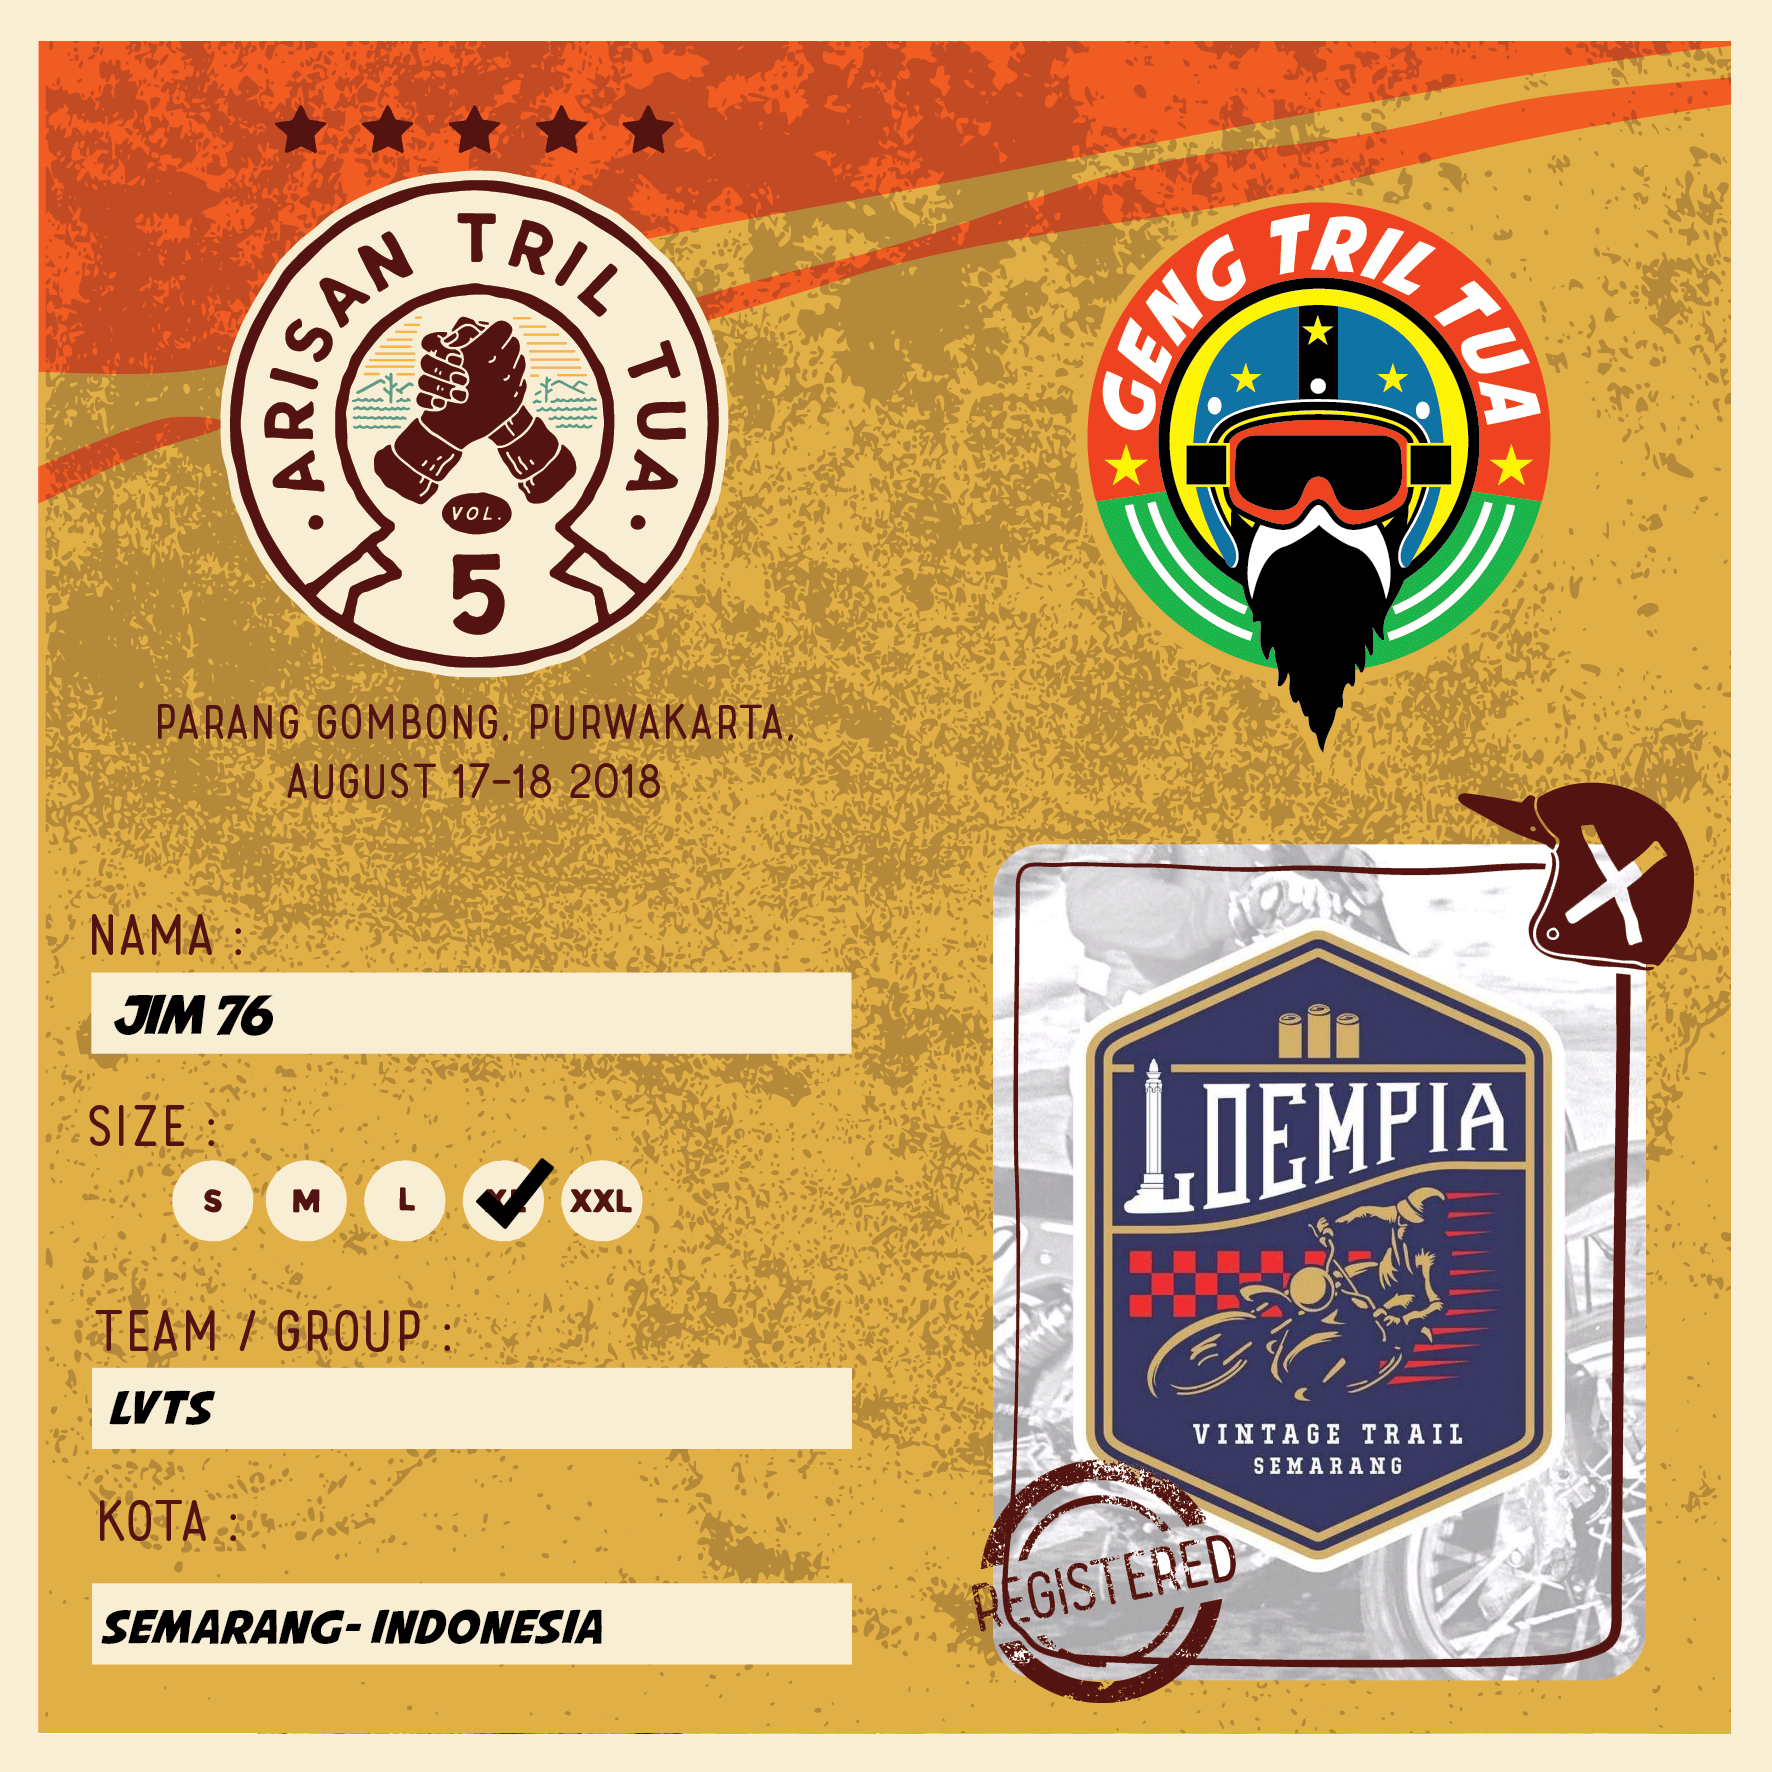 ARISAN TRIL TUA
VOL.
5
GENG TRIL TUA
PARANG GOMBONG, PURWAKARTA,
AUGUST 17-18 2018
NAMA :
JIM 76
SIZE :
S M L XL XXL
TEAM / GROUP :
LVTS
KOTA :
SEMARANG- INDONESIA
LOEMPIA
VINTAGE TRAIL
SEMARANG
REGISTERED